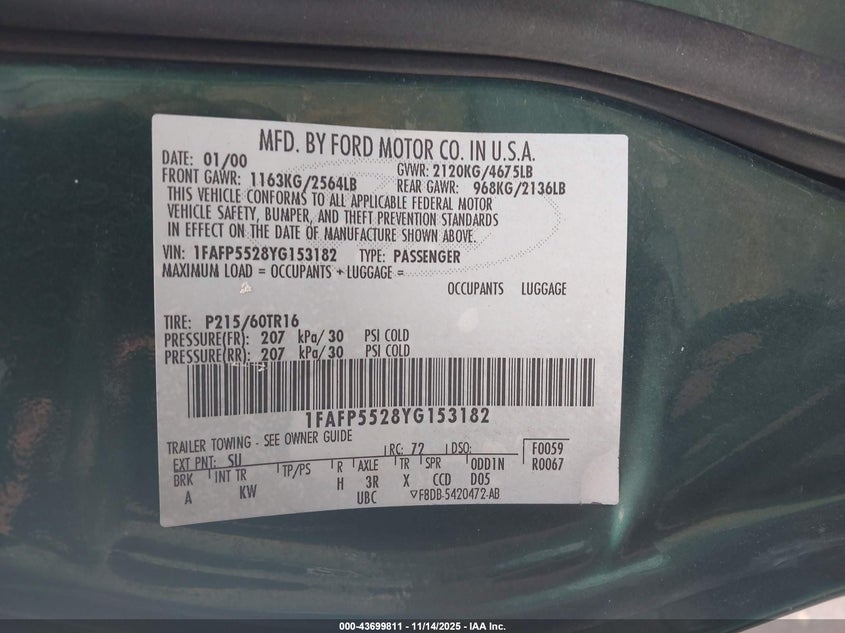 MFD. BY FORD MOTOR CO. IN U.S.A.
DATE: 01/00 GVWR: 2120KG/4675LB
FRONT GAWR: 1163KG/2564LB REAR GAWR: 968KG/2136LB
THIS VEHICLE CONFORMS TO ALL APPLICABLE FEDERAL MOTOR
VEHICLE SAFETY, BUMPER, AND THEFT PREVENTION STANDARDS
IN EFFECT ON THE DATE OF MANUFACTURE SHOWN ABOVE.
VIN: 1FAFP5528YG153182 TYPE: PASSENGER
MAXIMUM LOAD = OCCUPANTS + LUGGAGE =
OCCUPANTS LUGGAGE
TIRE: P215/60TR16
PRESSURE(FR): 207 kPa/ 30 PSI COLD
PRESSURE(RR): 207 kPa/ 30 PSI COLD
1FAFP5528YG153182
TRAILER TOWING - SEE OWNER GUIDE
EXT PNT: SU RC: 72 DSO: F0059
BRK INT TR TP/PS R AXLE TR SPR ODD1N R0067
A KW H 3R X CCD D05
UBC F8DB-5420472-AB
000-43699811 - 11/14/2025 - IAA Inc.